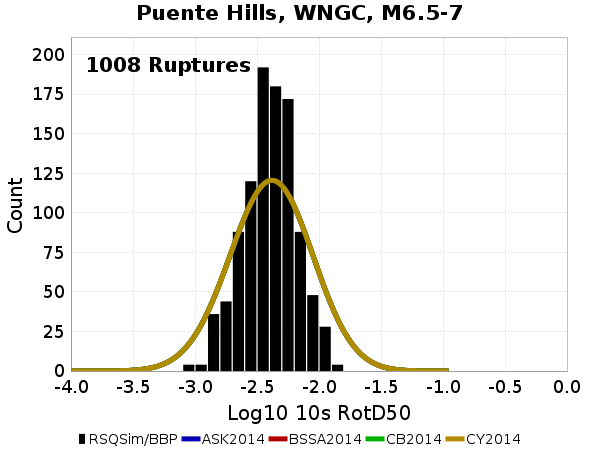 Puente Hills, WNGC, M6.5-7
1008 Ruptures
200
175
150
125
100
75
50
25
0
Count
-4.0 -3.5 -3.0 -2.5 -2.0 -1.5 -1.0 -0.5 0.0
Log10 10s RotD50
RSQSim/BBP ASK2014 BSSA2014 CB2014 CY2014